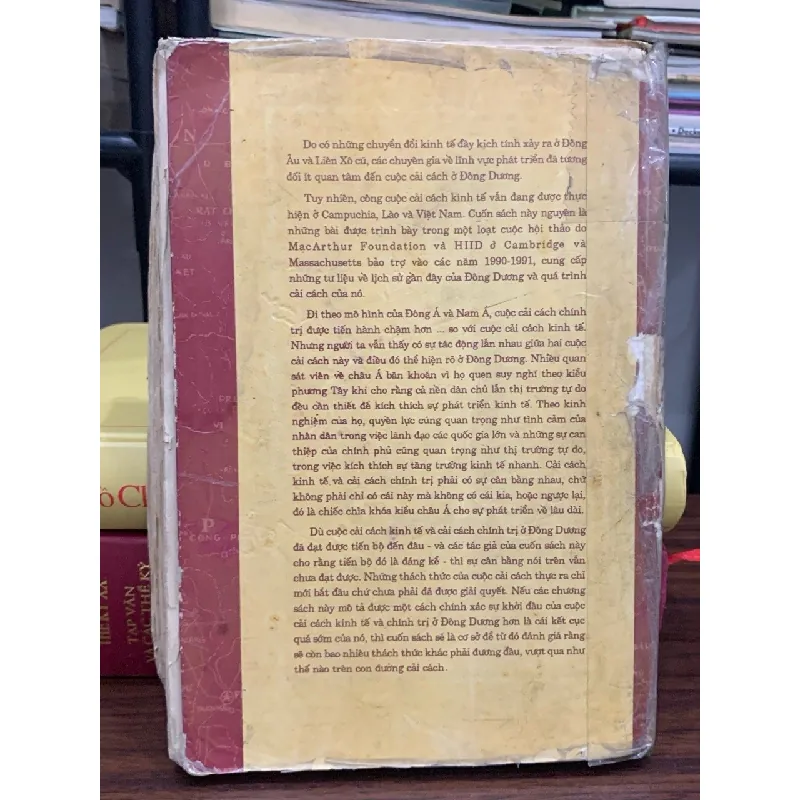 Do có những chuyển đổi kinh tế đầy kịch tính xảy ra ở Đông
Âu và Liên Xô cũ, các chuyên gia về lĩnh vực phát triển đã tương
đối ít quan tâm đến cuộc cải cách ở Đông Dương.
Tuy nhiên, công cuộc cải cách kinh tế vẫn đang được thực
hiện ở Campuchia, Lào và Việt Nam. Cuốn sách này nguyên là
những bài được trình bày trong một loạt cuộc hội thảo do
MacArthur Foundation và HIID ở Cambridge và
Massachusetts bảo trợ vào các năm 1990-1991, cung cấp
những tư liệu về lịch sử gần đây của Đông Dương và quá trình
cải cách của nó.
Đi theo mô hình của Đông Á và Nam Á, cuộc cải cách chính
trị được tiến hành chậm hơn ... so với cuộc cải cách kinh tế.
Nhưng người ta vẫn thấy có sự tác động lẫn nhau giữa hai cuộc
cải cách này và điều đó thể hiện rõ ở Đông Dương. Nhiều quan
sát viên về châu Á băn khoăn vì họ quen suy nghĩ theo kiểu
phương Tây khi cho rằng cả nền dân chủ lẫn thị trường tự do
đều cần thiết để kích thích sự phát triển kinh tế. Theo kinh
nghiệm của họ, quyền lực cũng quan trọng như tình cảm của
nhân dân trong việc lãnh đạo các quốc gia lớn và những sự can
thiệp của chính phủ cũng quan trọng như thị trường tự do,
trong việc kích thích sự tăng trưởng kinh tế nhanh. Cải cách
kinh tế và cải cách chính trị phải có sự cân bằng nhau, chứ
không phải chỉ có cái này mà không có cái kia, hoặc ngược lại,
đó là chiếc chìa khóa kiểu châu Á cho sự phát triển về lâu dài.
Dù cuộc cải cách kinh tế và cải cách chính trị ở Đông Dương
đã đạt được tiến bộ đến đâu - và các tác giả của cuốn sách này
cho rằng tiến bộ đó là đáng kể - thì sự cân bằng nói trên vẫn
chưa đạt được. Những thách thức của cuộc cải cách thực ra chỉ
mới bắt đầu chứ chưa phải đã được giải quyết. Nếu các chương
sách này mô tả được một cách chính xác sự khởi đầu của cuộc
cải cách kinh tế và chính trị ở Đông Dương hơn là cái kết cục
quá sớm của nó, thì cuốn sách sẽ là cơ sở để từ đó đánh giá rằng
sẽ còn bao nhiêu thách thức khác phải đương đầu, vượt qua như
thế nào trên con đường cải cách.
TẠP VĂN
VÀ CÁC THỂ KÝ
THẾ KỶ XX